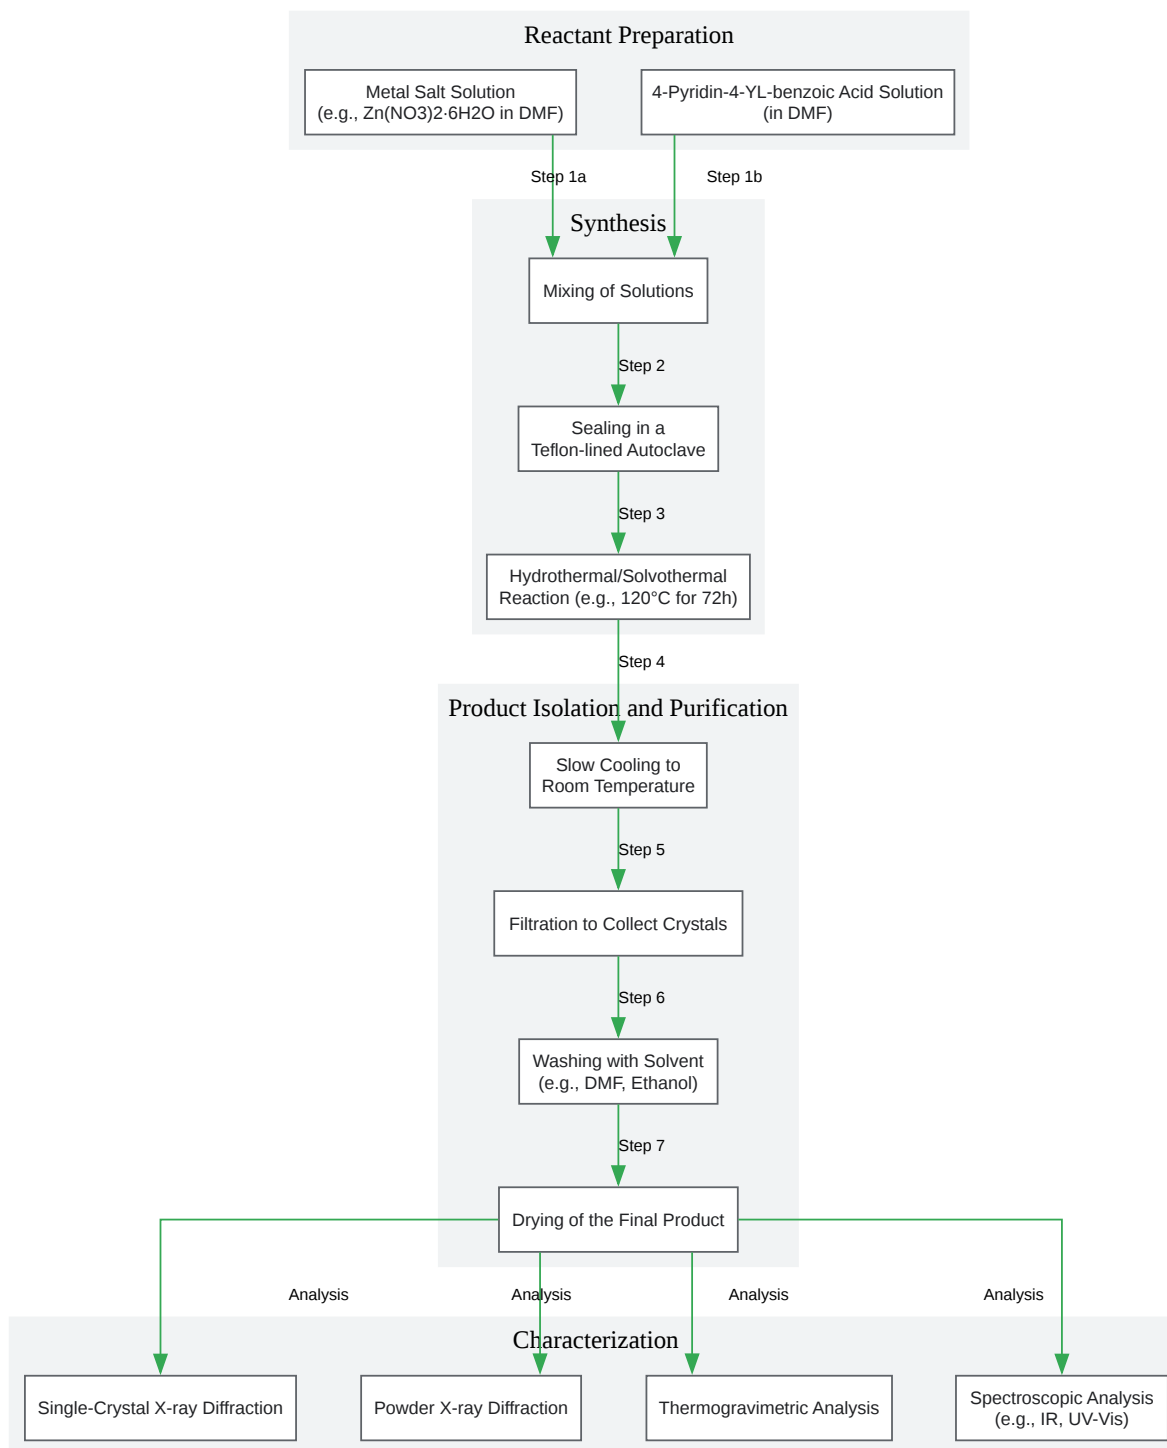 Reactant Preparation
Metal Salt Solution
(e.g., Zn(NO3)2·6H2O in DMF)
4-Pyridin-4-YL-benzoic Acid Solution
(in DMF)
Step 1a
Step 1b
Synthesis
Mixing of Solutions
Step 2
Sealing in a
Teflon-lined Autoclave
Step 3
Hydrothermal/Solvothermal
Reaction (e.g., 120°C for 72h)
Step 4
Product Isolation and Purification
Slow Cooling to
Room Temperature
Step 5
Filtration to Collect Crystals
Step 6
Washing with Solvent
(e.g., DMF, Ethanol)
Step 7
Drying of the Final Product
Analysis
Analysis
Analysis
Analysis
Characterization
Single-Crystal X-ray Diffraction
Powder X-ray Diffraction
Thermogravimetric Analysis
Spectroscopic Analysis
(e.g., IR, UV-Vis)